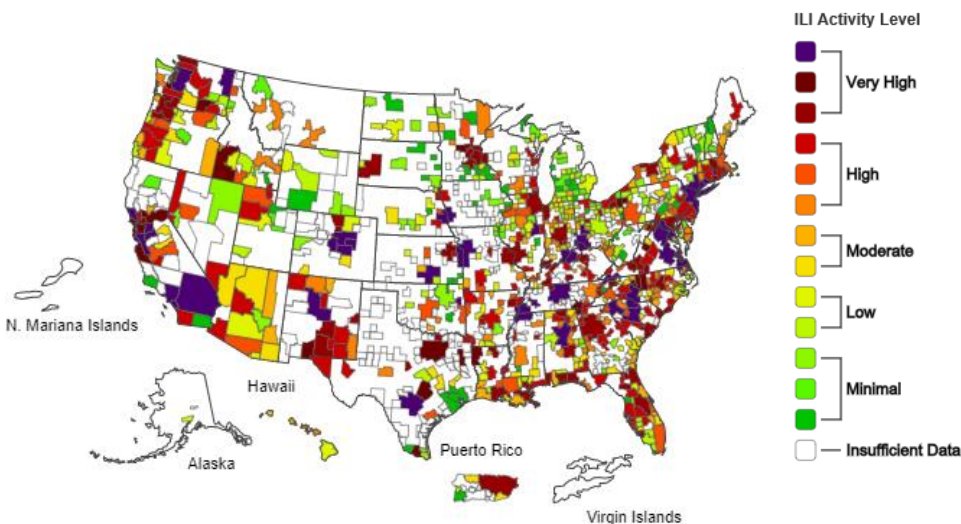 ILI Activity Level
Very High
High
Moderate
Low
Minimal
Insufficient Data
N. Mariana Islands
Hawaii
Alaska
Puerto Rico
Virgin Islands